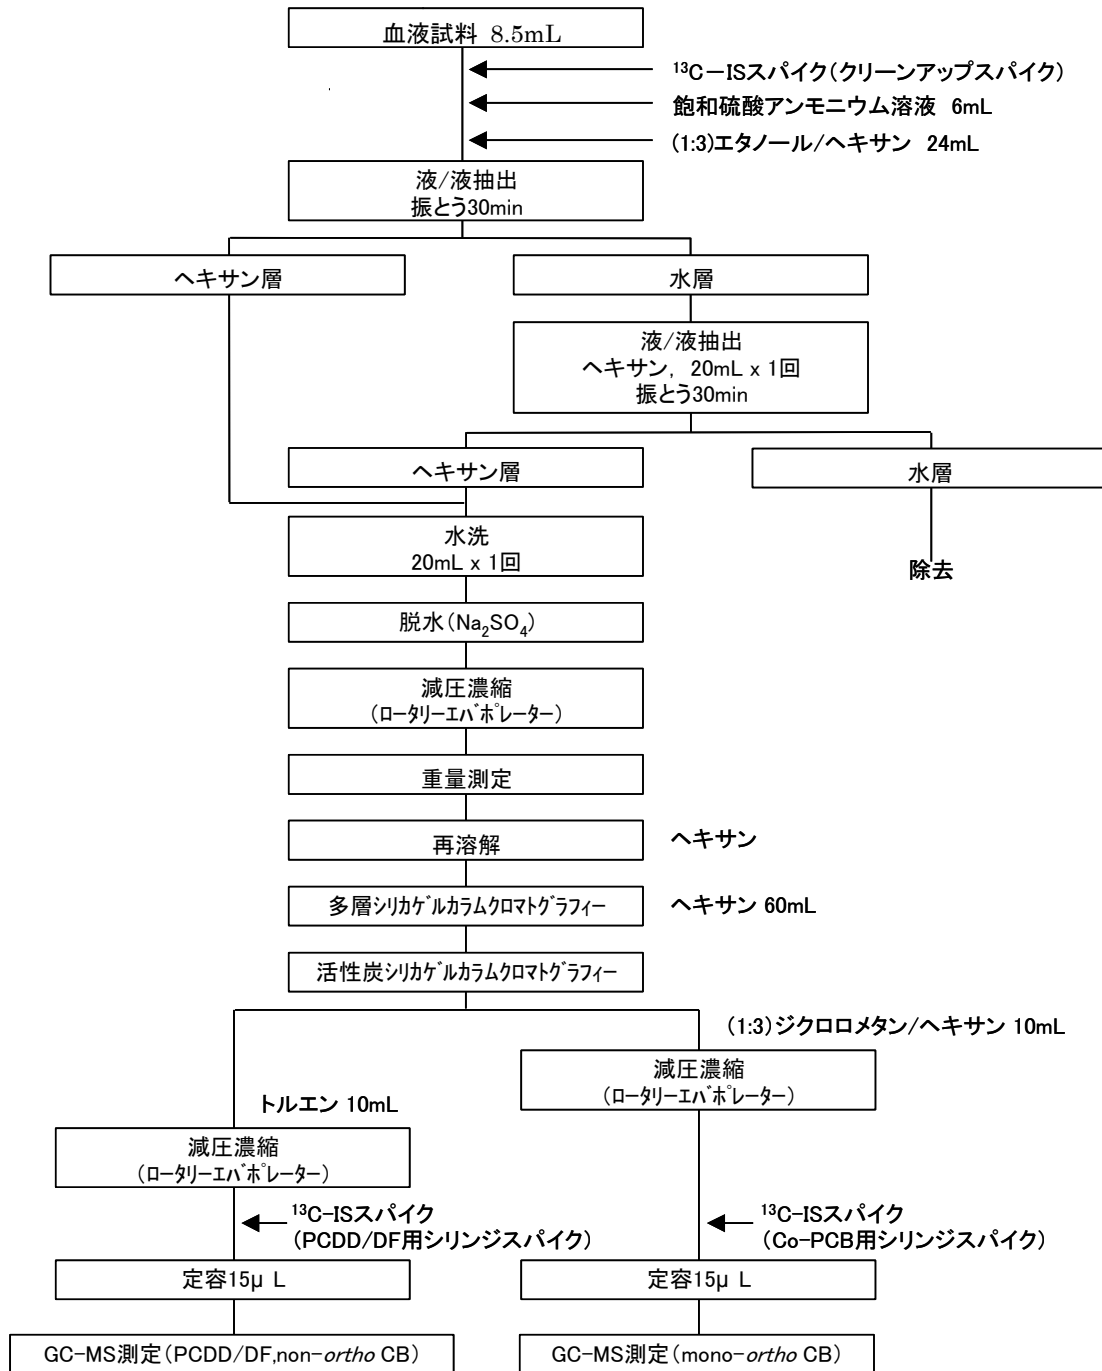 血液試料 8.5mL
¹³C－ISスパイク(クリーンアップスパイク)
飽和硫酸アンモニウム溶液 6mL
(1:3)エタノール/ヘキサン 24mL
液/液抽出
振とう30min
ヘキサン層
水層
液/液抽出
ヘキサン, 20mL x 1回
振とう30min
ヘキサン層
水層
水洗
20mL x 1回
除去
脱水(Na₂SO₄)
減圧濃縮
(ﾛｰﾀﾘｰｴﾊﾞﾎﾟﾚｰﾀｰ)
重量測定
再溶解
ヘキサン
多層ｼﾘｶｹﾞﾙｶﾗﾑｸﾛﾏﾄｸﾞﾗﾌｨｰ
ヘキサン 60mL
活性炭ｼﾘｶｹﾞﾙｶﾗﾑｸﾛﾏﾄｸﾞﾗﾌｨｰ
(1:3)ジクロロメタン/ヘキサン 10mL
減圧濃縮
(ﾛｰﾀﾘｰｴﾊﾞﾎﾟﾚｰﾀｰ)
トルエン 10mL
減圧濃縮
(ﾛｰﾀﾘｰｴﾊﾞﾎﾟﾚｰﾀｰ)
¹³C-ISスパイク
(PCDD/DF用シリンジスパイク)
¹³C-ISスパイク
(Co-PCB用シリンジスパイク)
定容15μ L
定容15μ L
GC-MS測定(PCDD/DF,non-ortho CB)
GC-MS測定(mono-ortho CB)